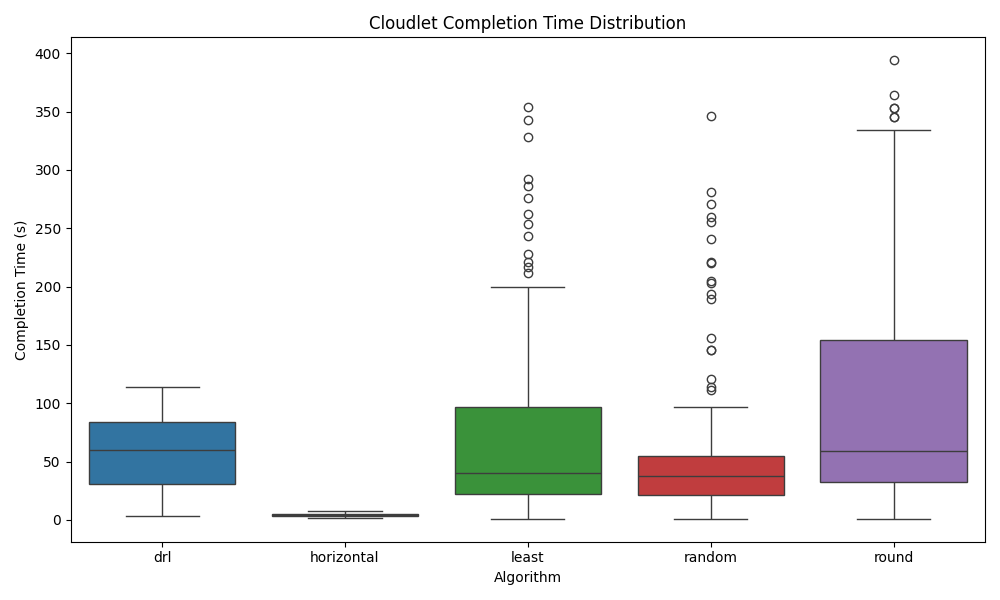 Cloudlet Completion Time Distribution
Completion Time (s)
400
350
300
250
200
150
100
50
0
drl horizontal least random round
Algorithm